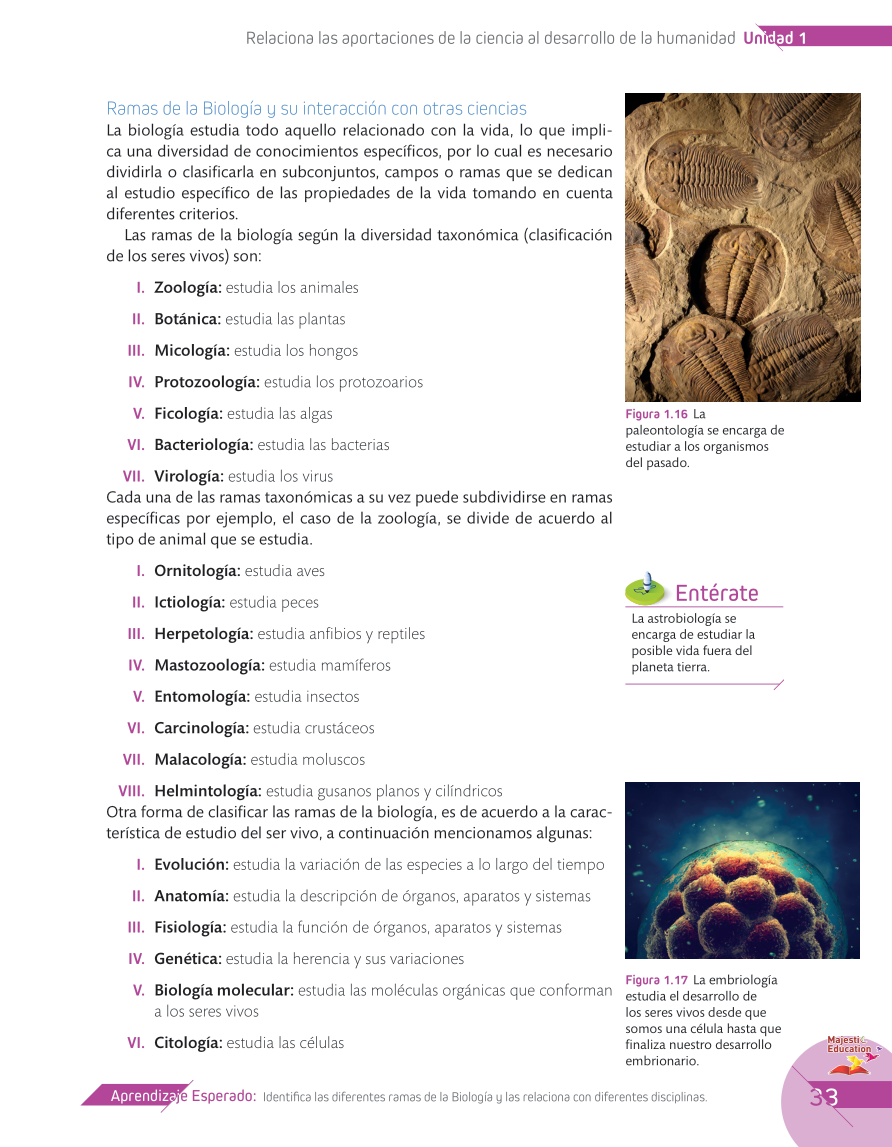 Relaciona las aportaciones de la ciencia al desarrollo de la humanidad Unidad 1
Ramas de la Biología y su interacción con otras ciencias
La biología estudia todo aquello relacionado con la vida, lo que impli-
ca una diversidad de conocimientos específicos, por lo cual es necesario
dividirla o clasificarla en subconjuntos, campos o ramas que se dedican
al estudio específico de las propiedades de la vida tomando en cuenta
diferentes criterios.
Las ramas de la biología según la diversidad taxonómica (clasificación
de los seres vivos) son:
I. Zoología: estudia los animales
II. Botánica: estudia las plantas
III. Micología: estudia los hongos
IV. Protozoología: estudia los protozoarios
V. Ficología: estudia las algas
VI. Bacteriología: estudia las bacterias
VII. Virología: estudia los virus
Cada una de las ramas taxonómicas a su vez puede subdividirse en ramas
específicas por ejemplo, el caso de la zoología, se divide de acuerdo al
tipo de animal que se estudia.
I. Ornitología: estudia aves
II. Ictiología: estudia peces
III. Herpetología: estudia anfibios y reptiles
IV. Mastozoología: estudia mamíferos
V. Entomología: estudia insectos
VI. Carcinología: estudia crustáceos
VII. Malacología: estudia moluscos
VIII. Helmintología: estudia gusanos planos y cilíndricos
Otra forma de clasificar las ramas de la biología, es de acuerdo a la carac-
terística de estudio del ser vivo, a continuación mencionamos algunas:
I. Evolución: estudia la variación de las especies a lo largo del tiempo
II. Anatomía: estudia la descripción de órganos, aparatos y sistemas
III. Fisiología: estudia la función de órganos, aparatos y sistemas
IV. Genética: estudia la herencia y sus variaciones
V. Biología molecular: estudia las moléculas orgánicas que conforman
a los seres vivos
VI. Citología: estudia las células
Figura 1.16 La
paleontología se encarga de
estudiar a los organismos
del pasado.
Entérate
La astrobiología se
encarga de estudiar la
posible vida fuera del
planeta tierra.
Figura 1.17 La embriología
estudia el desarrollo de
los seres vivos desde que
somos una célula hasta que
finaliza nuestro desarrollo
embrionario.
Majestic
Education
Aprendizaje Esperado: Identifica las diferentes ramas de la Biología y las relaciona con diferentes disciplinas.
33